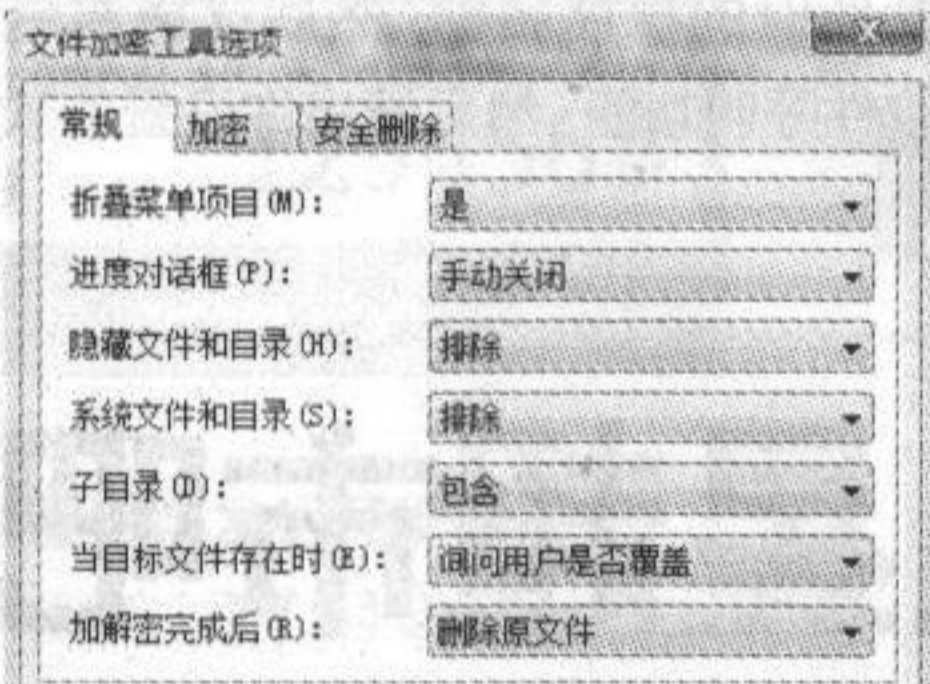 文件加密工具选项
常规 加密 安全删除
折叠菜单项目(M): 是
进度对话框(P): 手动关闭
隐藏文件和目录(H): 排除
系统文件和目录(S): 排除
子目录(D): 包含
当目标文件存在时(E): 询问用户是否覆盖
加解密完成后(R): 删除原文件